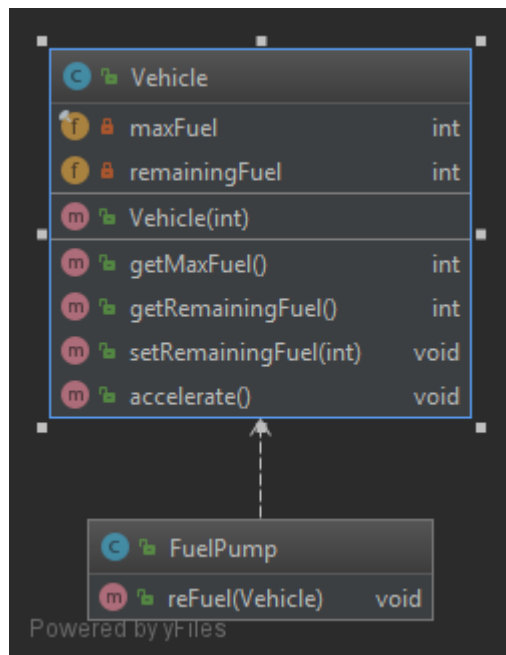 Vehicle
maxFuel int
remainingFuel int
Vehicle(int)
getMaxFuel() int
getRemainingFuel() int
setRemainingFuel(int) void
accelerate() void
FuelPump
reFuel(Vehicle) void
Powered by yFiles